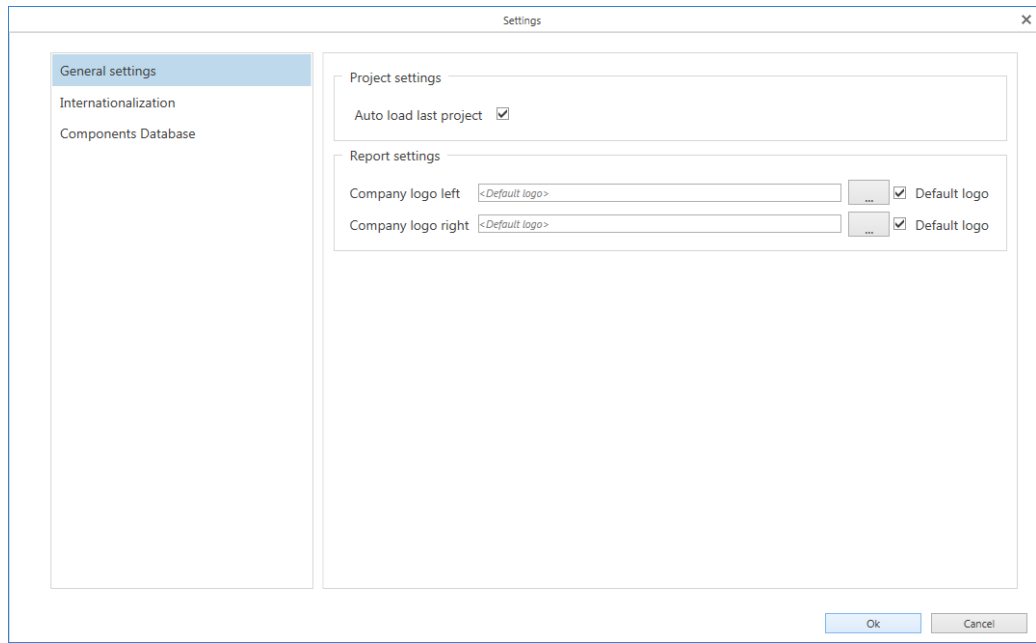 Settings
General settings
Internationalization
Components Database
Project settings
Auto load last project
Report settings
Company logo left <Default logo> ... Default logo
Company logo right <Default logo> ... Default logo
Ok Cancel